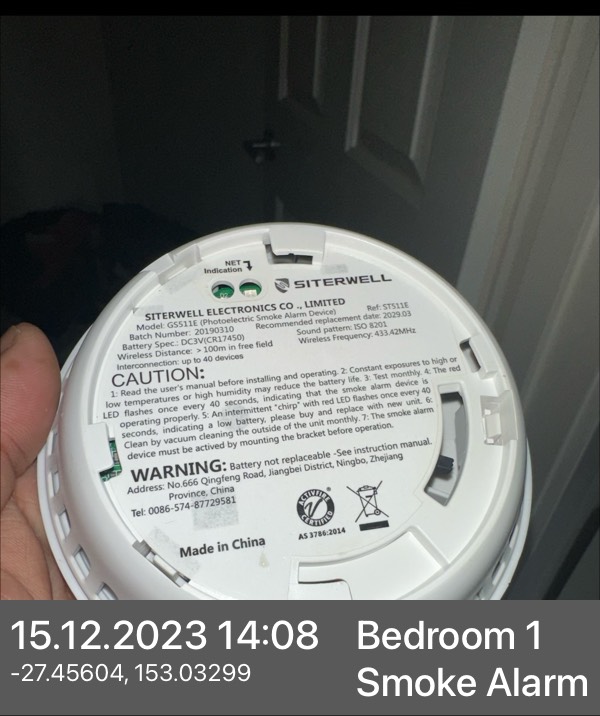 NET
Indication
SITERWELL
SITERWELL ELECTRONICS CO ., LIMITED
Model: GS511E (Photoelectric Smoke Alarm Device) Ref: ST511E
Batch Number: 20190310 Recommended replacement date: 2029.03
Battery Spec.: DC3V(CR17450) Sound pattern: ISO 8201
Wireless Distance: > 100m in free field Wireless Frequency: 433.42MHz
Interconnection: up to 40 devices
CAUTION:
1: Read the user's manual before installing and operating. 2: Constant exposures to high or
low temperatures or high humidity may reduce the battery life. 3: Test monthly. 4: The red
LED flashes once every 40 seconds, indicating that the smoke alarm device is
operating properly. 5: An intermittent "chirp" with red LED flashes once every 40
seconds, indicating a low battery, please buy and replace with new unit. 6:
Clean by vacuum cleaning the outside of the unit monthly. 7: The smoke alarm
device must be actived by mounting the bracket before operation.
WARNING: Battery not replaceable -See instruction manual.
Address: No.666 Qingfeng Road, Jiangbei District, Ningbo, Zhejiang
Province, China
Tel: 0086-574-87729581
ACTIVFIRE
CERTIFIED
AS 3786:2014
Made in China
15.12.2023 14:08
-27.45604, 153.03299
Bedroom 1
Smoke Alarm